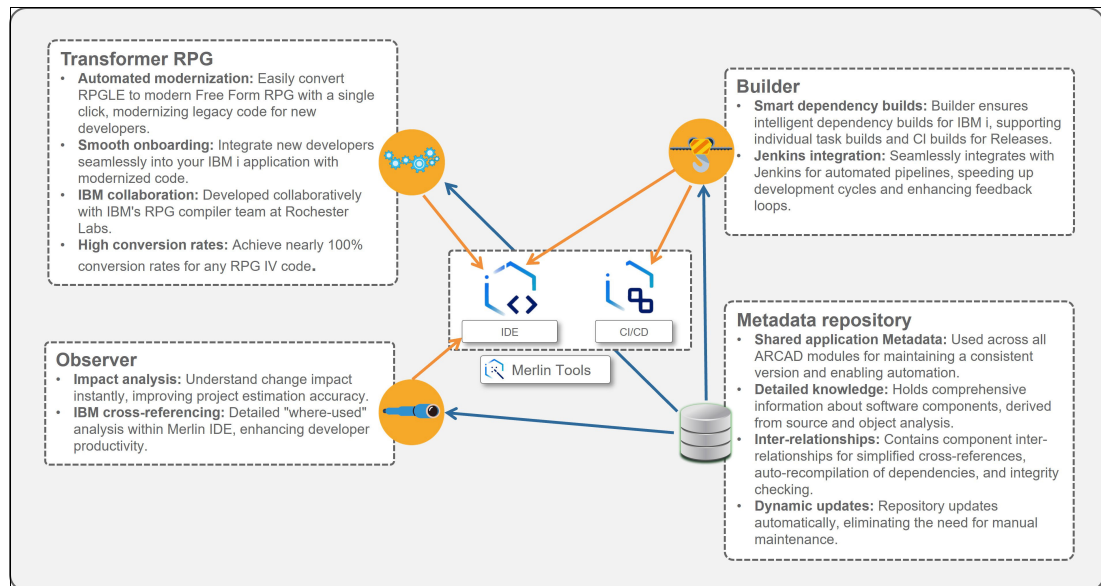 Transformer RPG
• Automated modernization: Easily convert
RPGLE to modern Free Form RPG with a single
click, modernizing legacy code for new
developers.
• Smooth onboarding: Integrate new developers
seamlessly into your IBM i application with
modernized code.
• IBM collaboration: Developed collaboratively
with IBM's RPG compiler team at Rochester
Labs.
• High conversion rates: Achieve nearly 100%
conversion rates for any RPG IV code.
Builder
• Smart dependency builds: Builder ensures
intelligent dependency builds for IBM i, supporting
individual task builds and CI builds for Releases.
• Jenkins integration: Seamlessly integrates with
Jenkins for automated pipelines, speeding up
development cycles and enhancing feedback
loops.
IDE
CI/CD
Merlin Tools
Observer
• Impact analysis: Understand change impact
instantly, improving project estimation accuracy.
• IBM cross-referencing: Detailed "where-used"
analysis within Merlin IDE, enhancing developer
productivity.
Metadata repository
• Shared application Metadata: Used across all
ARCAD modules for maintaining a consistent
version and enabling automation.
• Detailed knowledge: Holds comprehensive
information about software components, derived
from source and object analysis.
• Inter-relationships: Contains component inter-
relationships for simplified cross-references,
auto-recompilation of dependencies, and integrity
checking.
• Dynamic updates: Repository updates
automatically, eliminating the need for manual
maintenance.